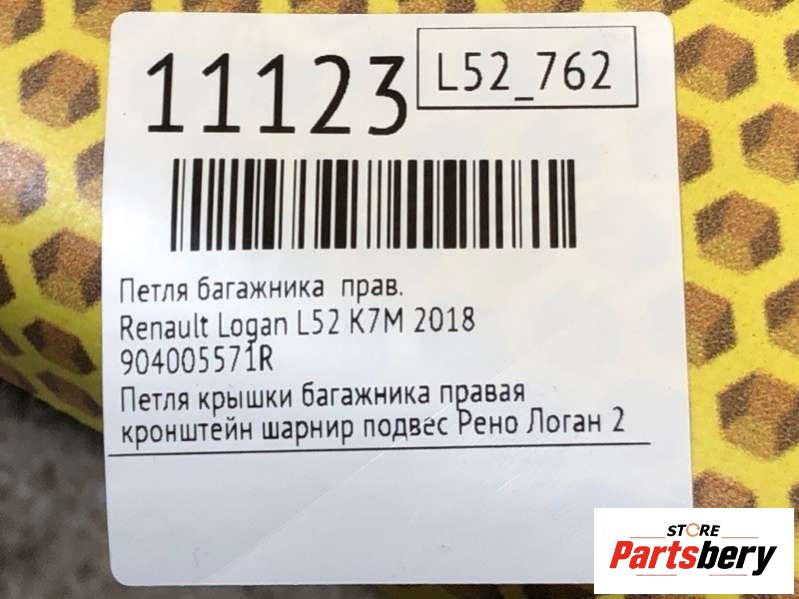 11123
L52_762
Петля багажника прав.
Renault Logan L52 K7M 2018
904005571R
Петля крышки багажника правая
кронштейн шарнир подвес Рено Логан 2
STORE
Partsbery